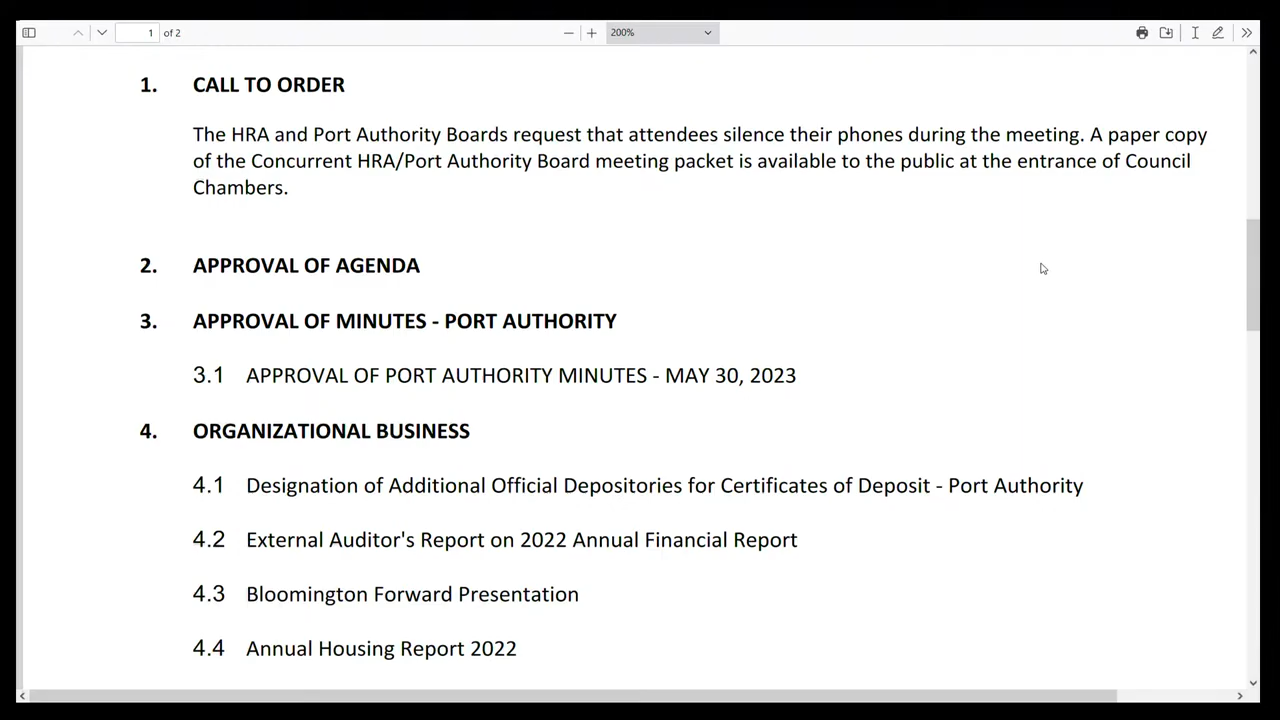 1 of 2
200%
1. CALL TO ORDER
The HRA and Port Authority Boards request that attendees silence their phones during the meeting. A paper copy
of the Concurrent HRA/Port Authority Board meeting packet is available to the public at the entrance of Council
Chambers.
2. APPROVAL OF AGENDA
3. APPROVAL OF MINUTES - PORT AUTHORITY
3.1 APPROVAL OF PORT AUTHORITY MINUTES - MAY 30, 2023
4. ORGANIZATIONAL BUSINESS
4.1 Designation of Additional Official Depositories for Certificates of Deposit - Port Authority
4.2 External Auditor's Report on 2022 Annual Financial Report
4.3 Bloomington Forward Presentation
4.4 Annual Housing Report 2022